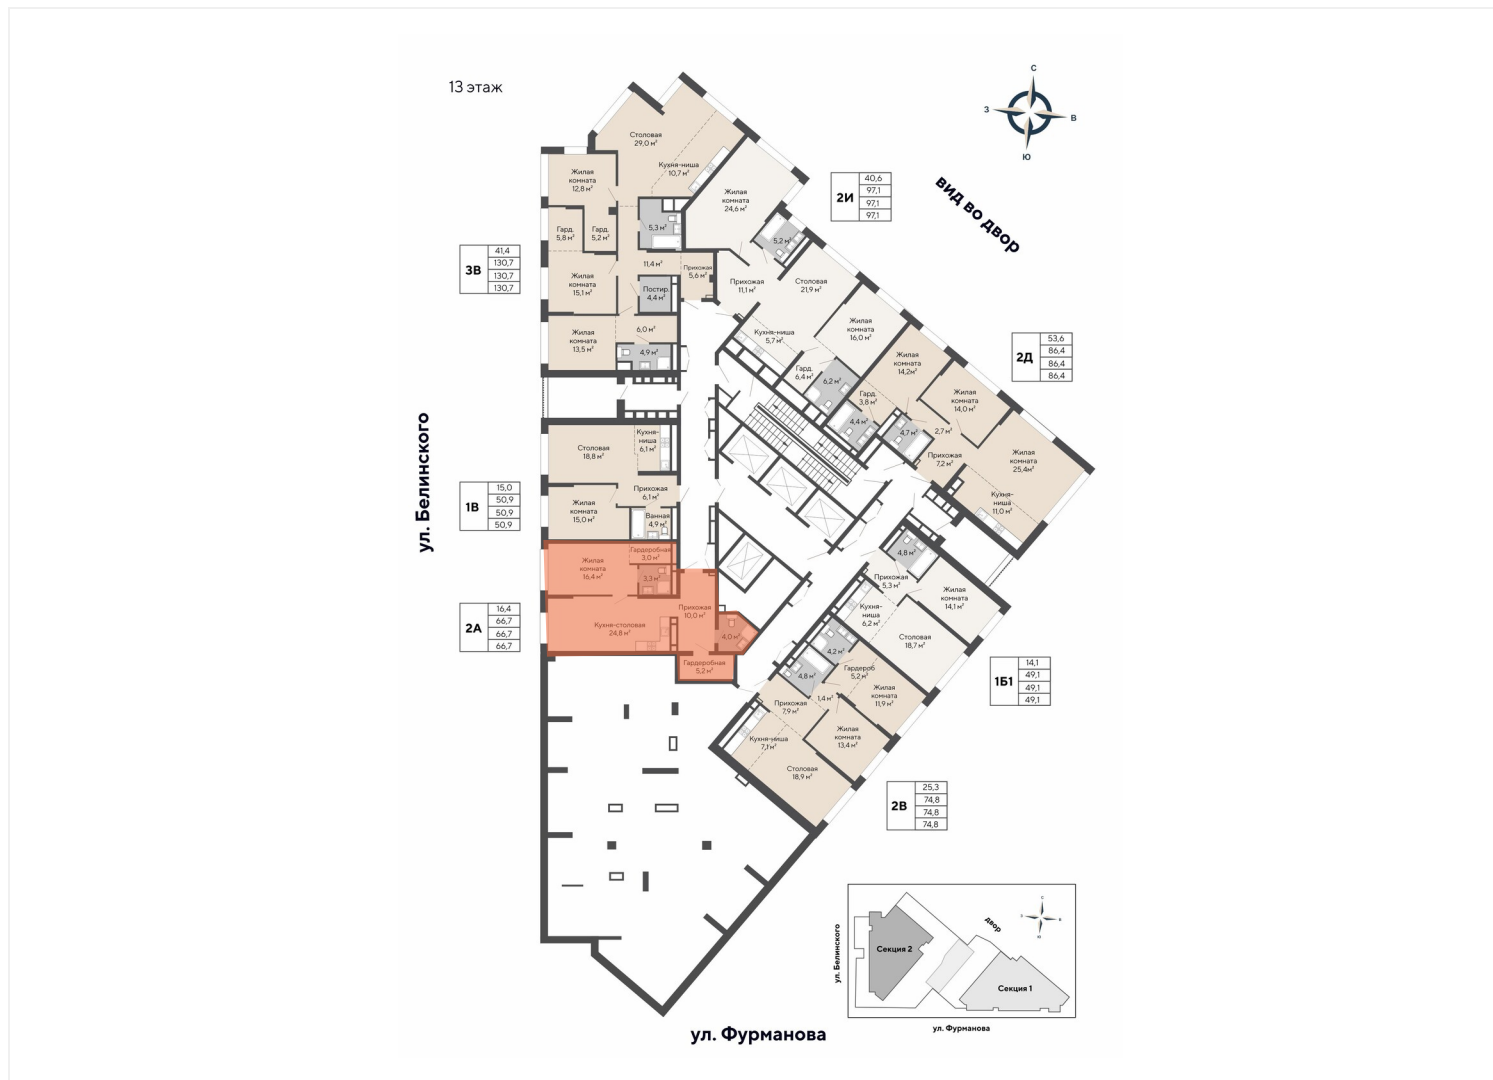 13 этаж
С
З
В
Ю
вид во двор
ул. Белинского
ул. Фурманова
3В
41,4
130,7
130,7
130,7
2И
40,6
97,1
97,1
97,1
2Д
53,6
86,4
86,4
86,4
1В
15,0
50,9
50,9
50,9
2А
16,4
66,7
66,7
66,7
1Б1
14,1
49,1
49,1
49,1
2В
25,3
74,8
74,8
74,8
Столовая
29,0 м²
Кухня-ниша
10,7 м²
Жилая
комната
12,8 м²
Гард.
5,8 м²
Гард.
5,2 м²
5,3 м²
11,4 м²
Прихожая
5,6 м²
Жилая
комната
15,1 м²
Постир.
4,4 м²
Жилая
комната
13,5 м²
6,0 м²
4,9 м²
Жилая
комната
24,6 м²
5,2 м²
Прихожая
11,1 м²
Столовая
21,9 м²
Кухня-ниша
5,7 м²
Жилая
комната
16,0 м²
Гард.
6,4 м²
6,2 м²
Жилая
комната
14,2м²
Гард.
3,8 м²
4,4 м²
Жилая
комната
14,0 м²
4,7 м²
2,7 м²
Прихожая
7,2 м²
Жилая
комната
25,4м²
Кухня-
ниша
11,0 м²
Столовая
18,8 м²
Кухня-
ниша
6,1 м²
Прихожая
6,1 м²
Жилая
комната
15,0 м²
Ванная
4,9 м²
Жилая
комната
16,4 м²
Гардеробная
3,0 м²
3,3 м²
Прихожая
10,0 м²
Кухня-столовая
24,8 м²
4,0 м²
Гардеробная
5,2 м²
4,8 м²
Прихожая
5,3 м²
Жилая
комната
14,1 м²
Кухня-
ниша
6,2 м²
Столовая
18,7 м²
4,2 м²
4,8 м²
Гардероб
5,2 м²
1,4 м²
Жилая
комната
11,9 м²
Прихожая
7,9 м²
Жилая
комната
13,4 м²
Кухня-ниша
7,1 м²
Столовая
18,9 м²
двор
Секция 2
Секция 1
ул. Белинского
ул. Фурманова